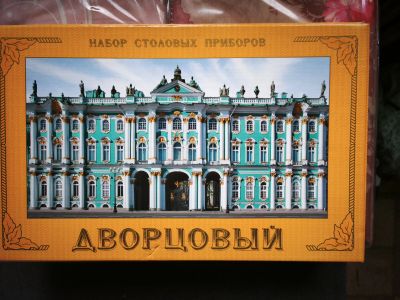 НАБОР СТОЛОВЫХ ПРИБОРОВ
ДВОРЦОВЫЙ